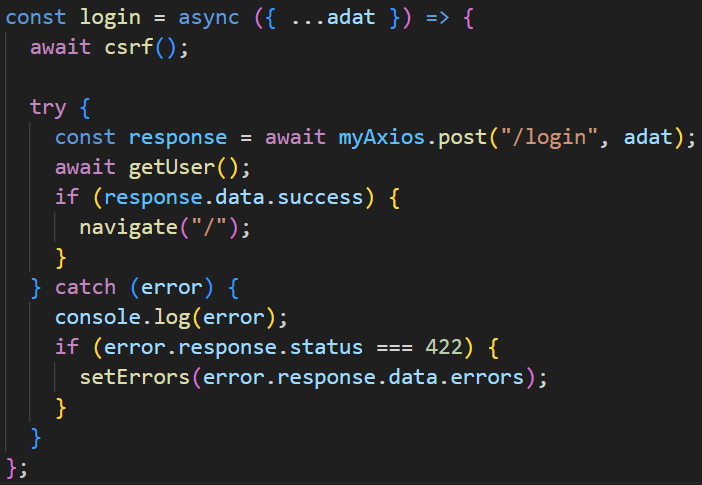 const login = async ({ ...adat }) => {
  await csrf();

  try {
    const response = await myAxios.post("/login", adat);
    await getUser();
    if (response.data.success) {
      navigate("/");
    }
  } catch (error) {
    console.log(error);
    if (error.response.status === 422) {
      setErrors(error.response.data.errors);
    }
  }
};